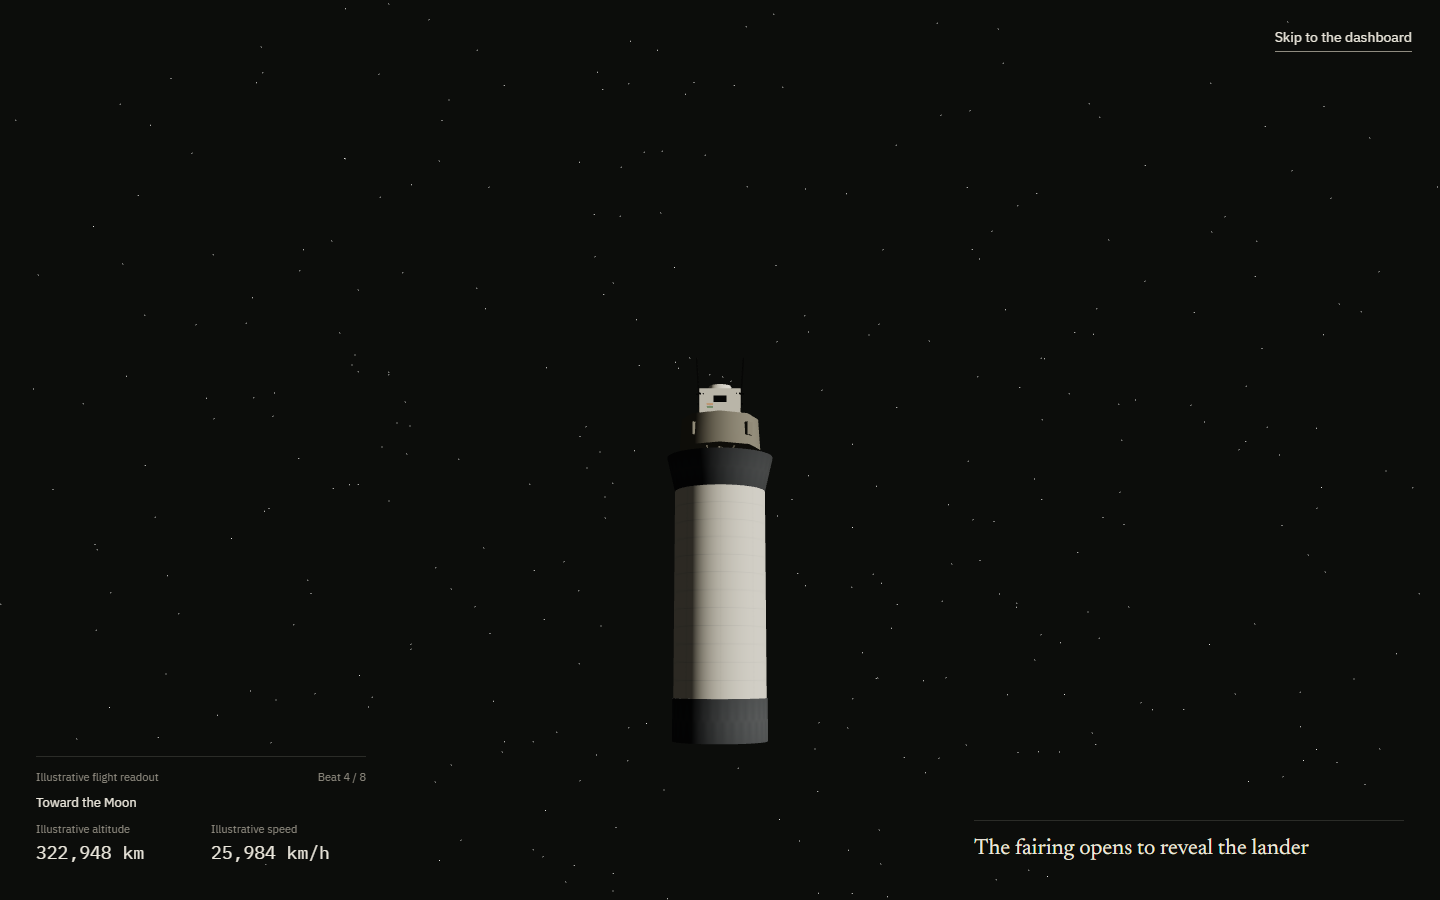 Skip to the dashboard
Illustrative flight readout
Beat 4 / 8
Toward the Moon
Illustrative altitude
Illustrative speed
322,948 km
25,984 km/h
The fairing opens to reveal the lander